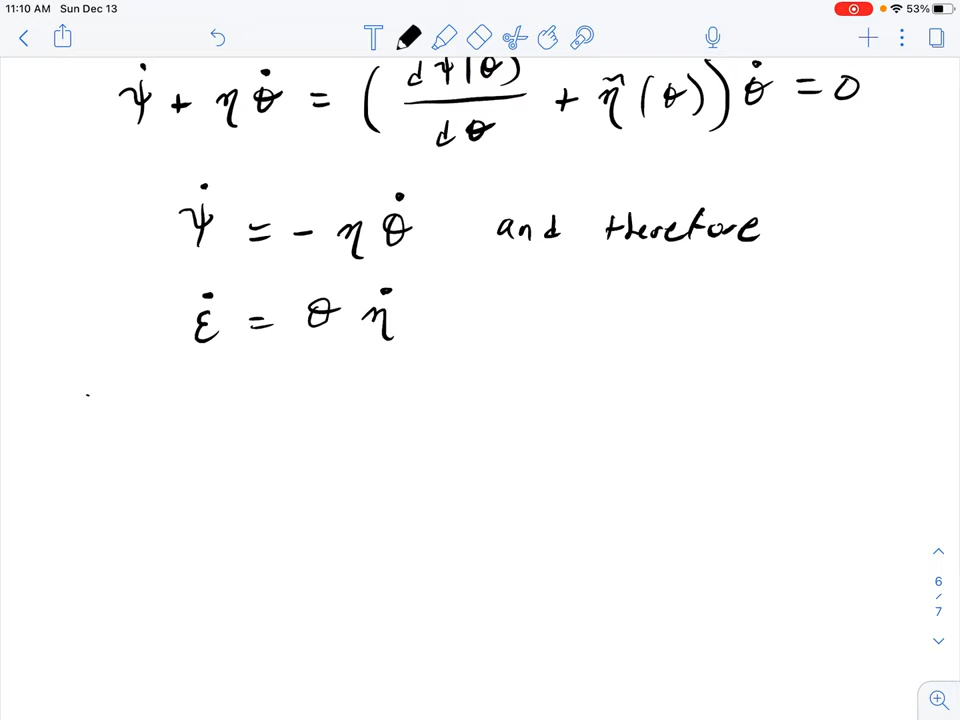 11:10 AM Sun Dec 13 53%
T
ψ̇ + η θ̇ = ( dψ(θ)/dθ + η̃(θ) ) θ̇ = 0
ψ̇ = - η θ̇ and therefore
ε̇ = θ η̇
6
/
7